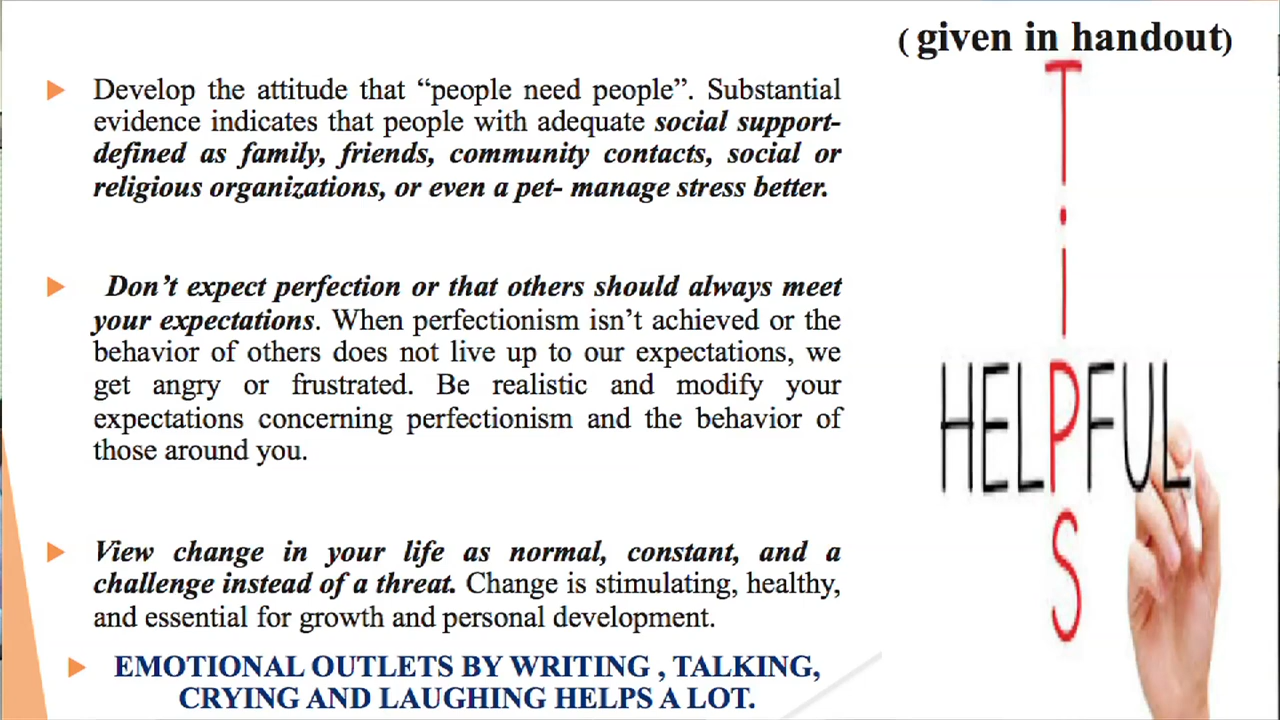 (given in handout)
Develop the attitude that “people need people”. Substantial
evidence indicates that people with adequate social support-
defined as family, friends, community contacts, social or
religious organizations, or even a pet- manage stress better.
Don’t expect perfection or that others should always meet
your expectations. When perfectionism isn’t achieved or the
behavior of others does not live up to our expectations, we
get angry or frustrated. Be realistic and modify your
expectations concerning perfectionism and the behavior of
those around you.
View change in your life as normal, constant, and a
challenge instead of a threat. Change is stimulating, healthy,
and essential for growth and personal development.
EMOTIONAL OUTLETS BY WRITING , TALKING,
CRYING AND LAUGHING HELPS A LOT.
HELPFUL
TiPS